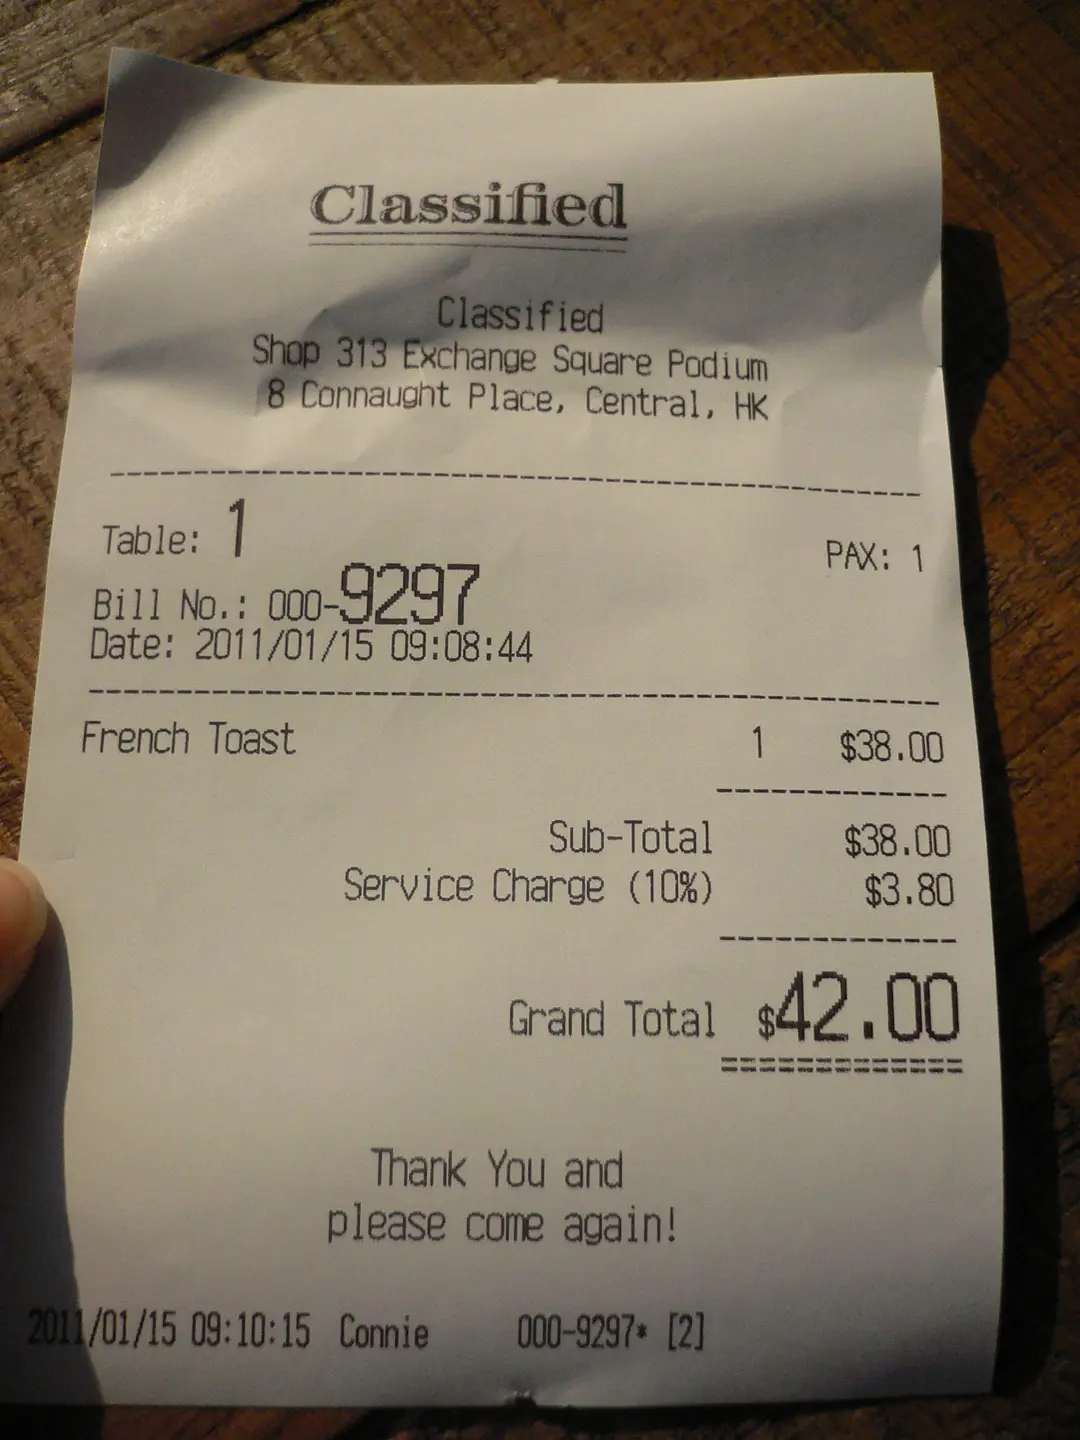 Classified
Classified
Shop 313 Exchange Square Podium
8 Connaught Place, Central, HK
Table: 1 PAX: 1
Bill No.: 000-9297
Date: 2011/01/15 09:08:44
French Toast 1 $38.00
Sub-Total $38.00
Service Charge (10%) $3.80
Grand Total $42.00
Thank You and
please come again!
2011/01/15 09:10:15 Connie 000-9297* [2]